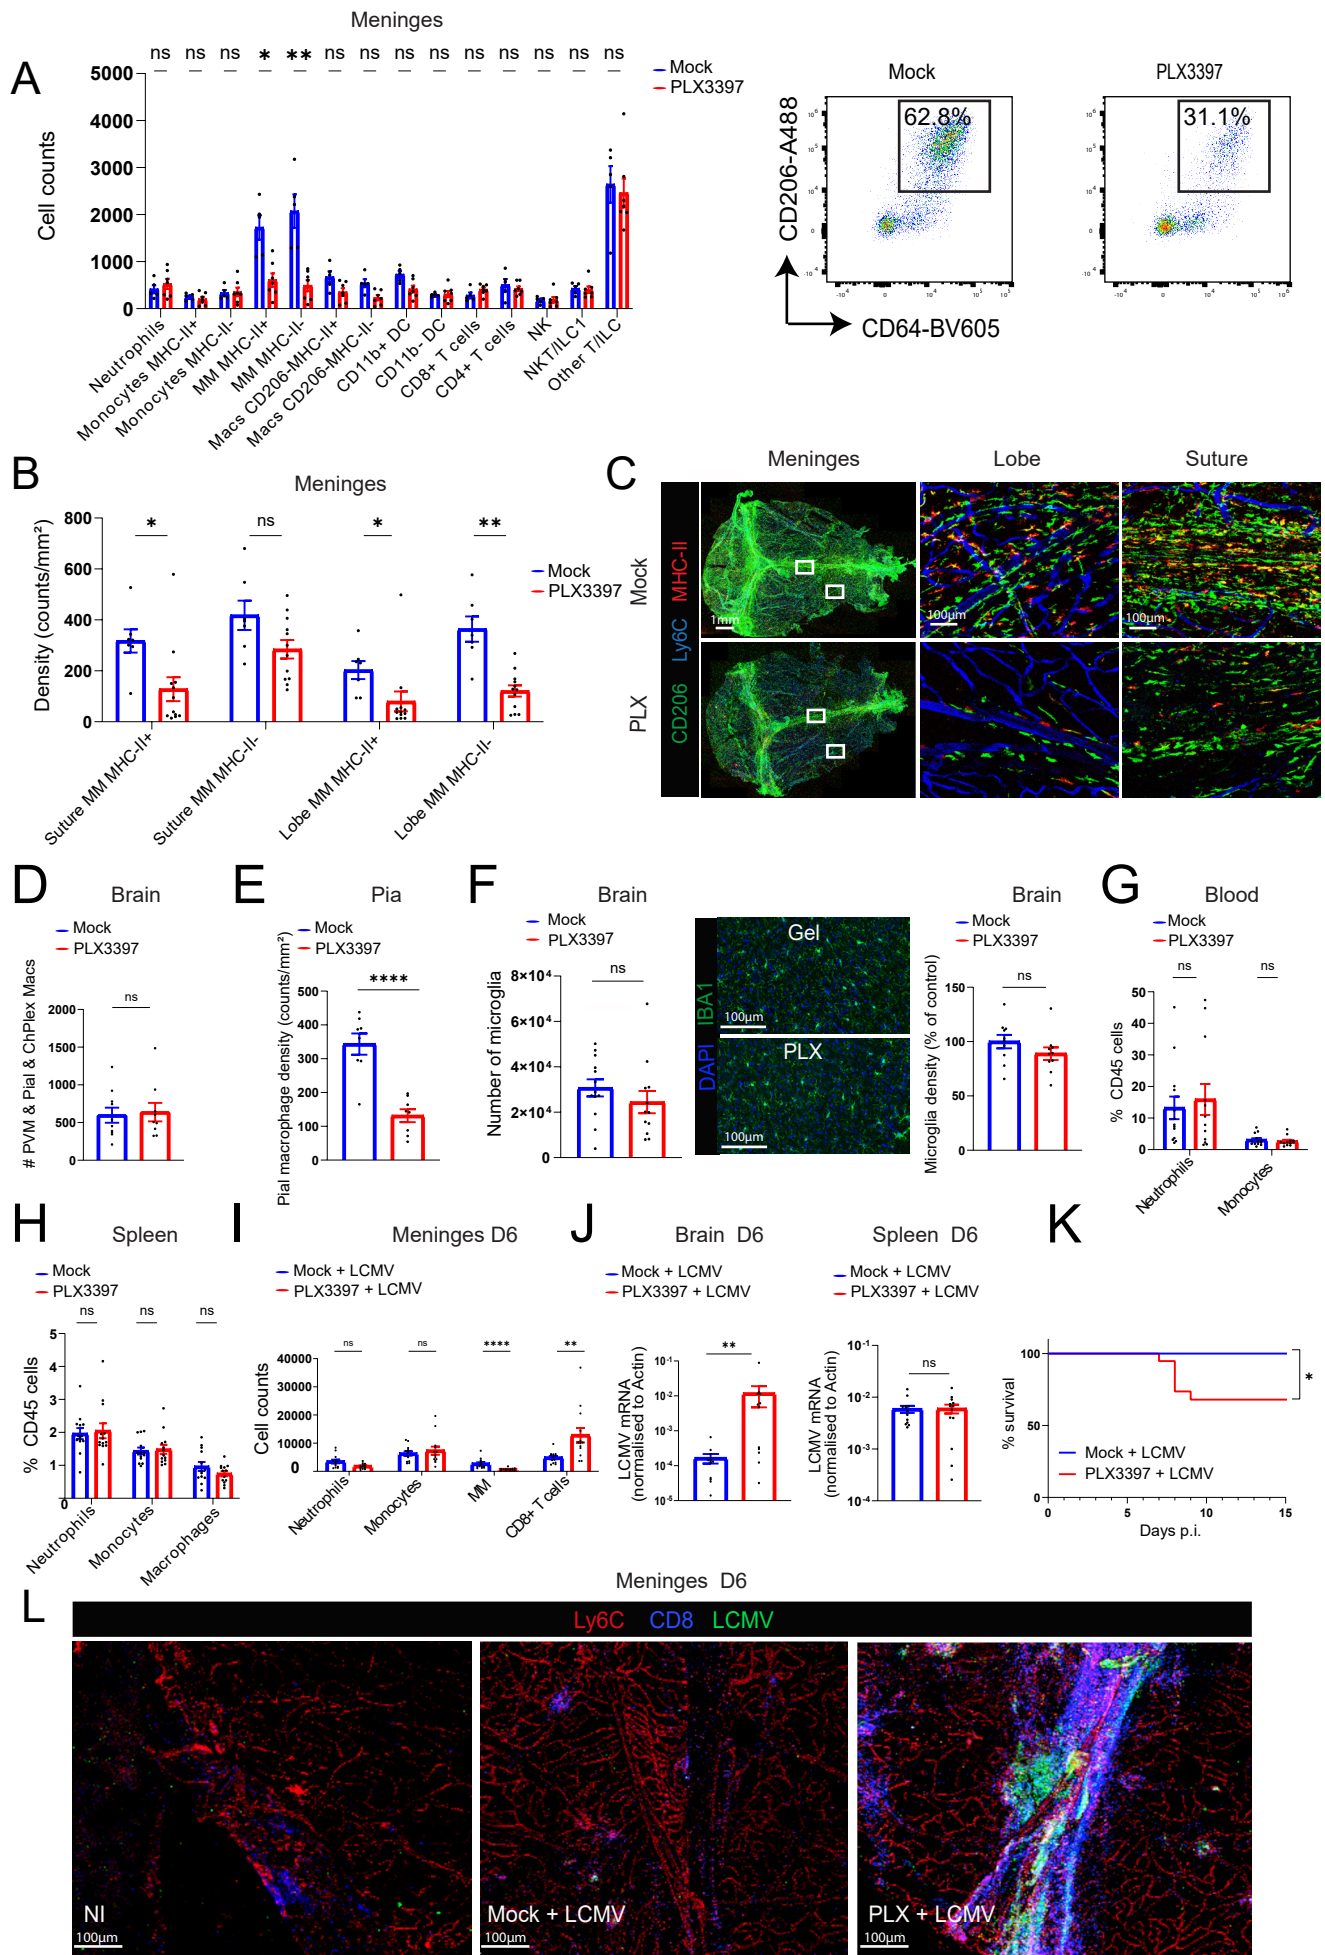 A
Meninges
ns ns ns * ** ns ns ns ns ns ns ns ns ns
Mock
PLX3397
Cell counts
5000
4000
3000
2000
1000
0
Neutrophils
Monocytes MHC-II+
Monocytes MHC-II-
MM MHC-II+
MM MHC-II-
Macs CD206-MHC-II+
Macs CD206-MHC-II-
CD11b+ DC
CD11b- DC
CD8+ T cells
CD4+ T cells
NK
NKT/ILC1
Other T/ILC
Mock
PLX3397
62.8%
31.1%
CD206-A488
CD64-BV605
B
Meninges
Density (counts/mm²)
800
600
400
200
0
* ns * **
Mock
PLX3397
Suture MM MHC-II+
Suture MM MHC-II-
Lobe MM MHC-II+
Lobe MM MHC-II-
C
Meninges Lobe Suture
Mock
PLX
CD206 Ly6C MHC-II
1mm
100µm
100µm
D
Brain
Mock
PLX3397
# PVM & Pial & ChPlex Macs
ns
2000
1500
1000
500
0
E
Pia
Mock
PLX3397
Pial macrophage density (counts/mm²)
****
500
400
300
200
100
0
F
Brain
Mock
PLX3397
Number of microglia
ns
8×10⁴
6×10⁴
4×10⁴
2×10⁴
0
DAPI IBA1
Gel
100µm
PLX
100µm
Brain
Mock
PLX3397
Microglia density (% of control)
ns
150
100
50
0
G
Blood
Mock
PLX3397
% CD45 cells
ns ns
50
40
30
20
10
0
Neutrophils
Monocytes
H
Spleen
Mock
PLX3397
% CD45 cells
ns ns ns
5
4
3
2
1
0
Neutrophils
Monocytes
Macrophages
I
Meninges D6
Mock + LCMV
PLX3397 + LCMV
Cell counts
ns ns **** **
40000
30000
20000
10000
0
Neutrophils
Monocytes
MM
CD8+ T cells
J
Brain D6
Mock + LCMV
PLX3397 + LCMV
LCMV mRNA
(normalised to Actin)
**
10⁻¹
10⁻²
10⁻³
10⁻⁴
10⁻⁵
Spleen D6
Mock + LCMV
PLX3397 + LCMV
LCMV mRNA
(normalised to Actin)
ns
10⁻¹
10⁻²
10⁻³
10⁻⁴
K
% survival
100
50
0
*
Mock + LCMV
PLX3397 + LCMV
0 5 10 15
Days p.i.
L
Meninges D6
Ly6C CD8 LCMV
NI
100µm
Mock + LCMV
100µm
PLX + LCMV
100µm